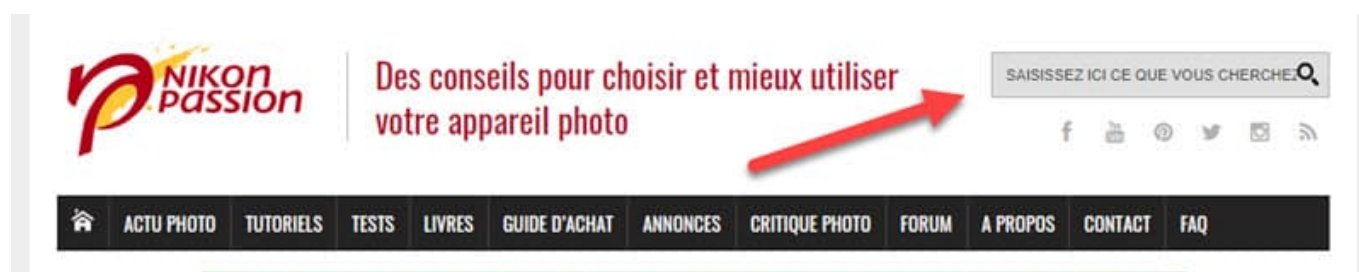 NIKON
PASSION
Des conseils pour choisir et mieux utiliser
votre appareil photo
SAISISSEZ ICI CE QUE VOUS CHERCHEZ
ACTU PHOTO TUTORIELS TESTS LIVRES GUIDE D'ACHAT ANNONCES CRITIQUE PHOTO FORUM A PROPOS CONTACT FAQ